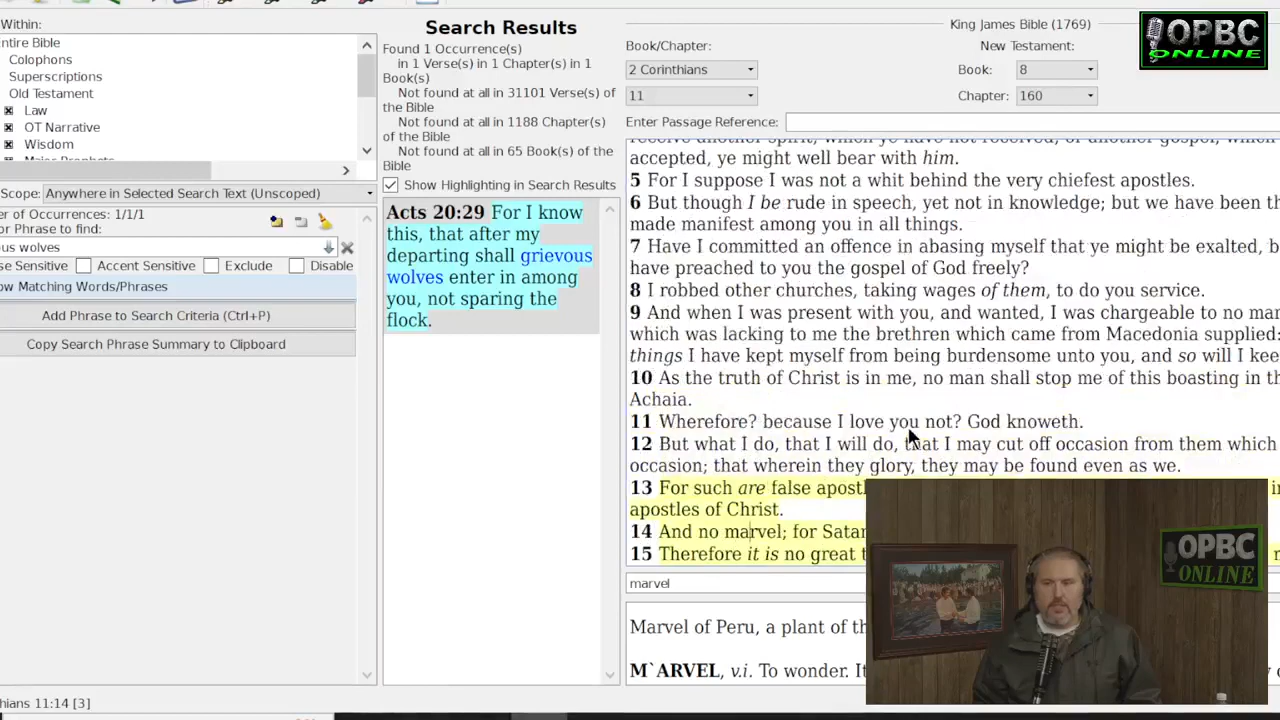 Within:
ntire Bible
Colophons
Superscriptions
Old Testament
Law
OT Narrative
Wisdom
Major Prophets
Scope: Anywhere in Selected Search Text (Unscoped)
er of Occurrences: 1/1/1
or Phrase to find:
us wolves
se Sensitive Accent Sensitive Exclude Disable
ow Matching Words/Phrases
Add Phrase to Search Criteria (Ctrl+P)
Copy Search Phrase Summary to Clipboard
hians 11:14 [3]
Search Results
Found 1 Occurrence(s)
in 1 Verse(s) in 1 Chapter(s) in 1
Book(s)
Not found at all in 31101 Verse(s) of
the Bible
Not found at all in 1188 Chapter(s)
of the Bible
Not found at all in 65 Book(s) of the
Bible
Show Highlighting in Search Results
Acts 20:29 For I know
this, that after my
departing shall grievous
wolves enter in among
you, not sparing the
flock.
King James Bible (1769)
Book/Chapter:
New Testament:
2 Corinthians
Book: 8
11
Chapter: 160
Enter Passage Reference:
receive another spirit, which ye have not received, or another gospel, which
accepted, ye might well bear with him.
5 For I suppose I was not a whit behind the very chiefest apostles.
6 But though I be rude in speech, yet not in knowledge; but we have been th
made manifest among you in all things.
7 Have I committed an offence in abasing myself that ye might be exalted, b
have preached to you the gospel of God freely?
8 I robbed other churches, taking wages of them, to do you service.
9 And when I was present with you, and wanted, I was chargeable to no ma
which was lacking to me the brethren which came from Macedonia supplied:
things I have kept myself from being burdensome unto you, and so will I kee
10 As the truth of Christ is in me, no man shall stop me of this boasting in th
Achaia.
11 Wherefore? because I love you not? God knoweth.
12 But what I do, that I will do, that I may cut off occasion from them which
occasion; that wherein they glory, they may be found even as we.
13 For such are false apostl
apostles of Christ.
14 And no marvel; for Satan
15 Therefore it is no great t
marvel
Marvel of Peru, a plant of th
M`ARVEL, v.i. To wonder. It
OPBC
ONLINE
OPBC
ONLINE